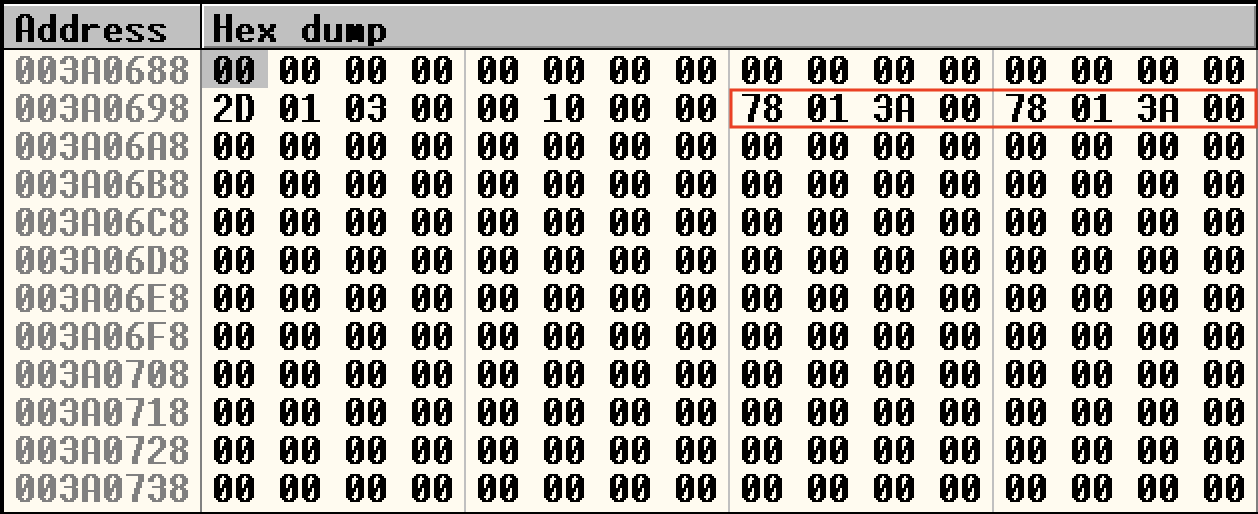 Address Hex dump
003A0688 00 00 00 00 00 00 00 00 00 00 00 00 00 00 00 00
003A0698 2D 01 03 00 00 10 00 00 78 01 3A 00 78 01 3A 00
003A06A8 00 00 00 00 00 00 00 00 00 00 00 00 00 00 00 00
003A06B8 00 00 00 00 00 00 00 00 00 00 00 00 00 00 00 00
003A06C8 00 00 00 00 00 00 00 00 00 00 00 00 00 00 00 00
003A06D8 00 00 00 00 00 00 00 00 00 00 00 00 00 00 00 00
003A06E8 00 00 00 00 00 00 00 00 00 00 00 00 00 00 00 00
003A06F8 00 00 00 00 00 00 00 00 00 00 00 00 00 00 00 00
003A0708 00 00 00 00 00 00 00 00 00 00 00 00 00 00 00 00
003A0718 00 00 00 00 00 00 00 00 00 00 00 00 00 00 00 00
003A0728 00 00 00 00 00 00 00 00 00 00 00 00 00 00 00 00
003A0738 00 00 00 00 00 00 00 00 00 00 00 00 00 00 00 00